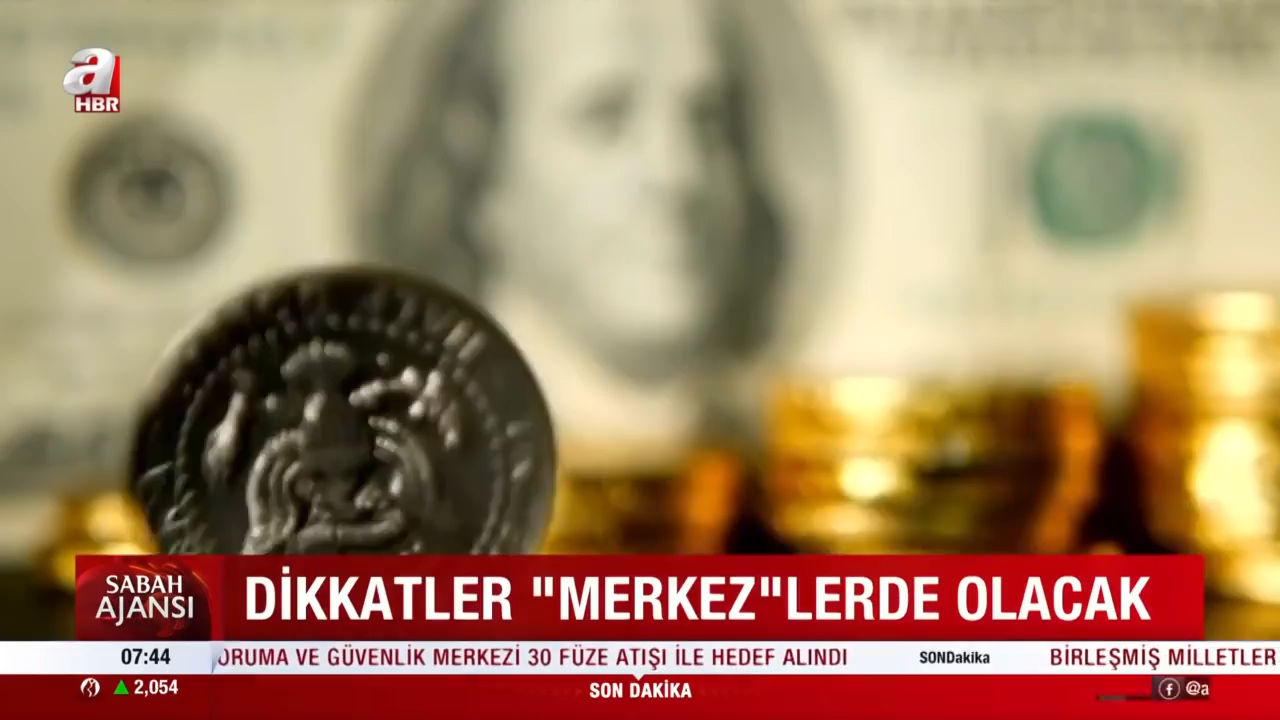 a
HBR
DİKKATLER "MERKEZ"LERDE OLACAK
SABAH
AJANSI
07:44
ORUMA VE GÜVENLİK MERKEZİ 30 FÜZE ATIŞI İLE HEDEF ALINDI SONDakika BİRLEŞMİŞ MİLLETLER
2,054
SON DAKİKA
@a